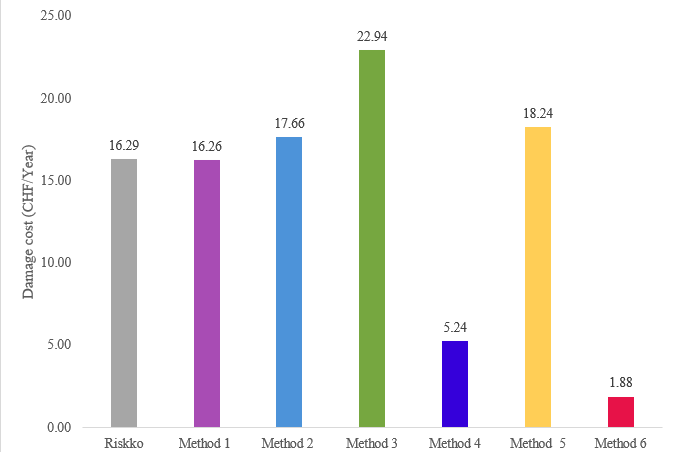 Damage cost (CHF/Year)
25.00
20.00
15.00
10.00
5.00
0.00
16.29
16.26
17.66
22.94
5.24
18.24
1.88
Riskko
Method 1
Method 2
Method 3
Method 4
Method 5
Method 6